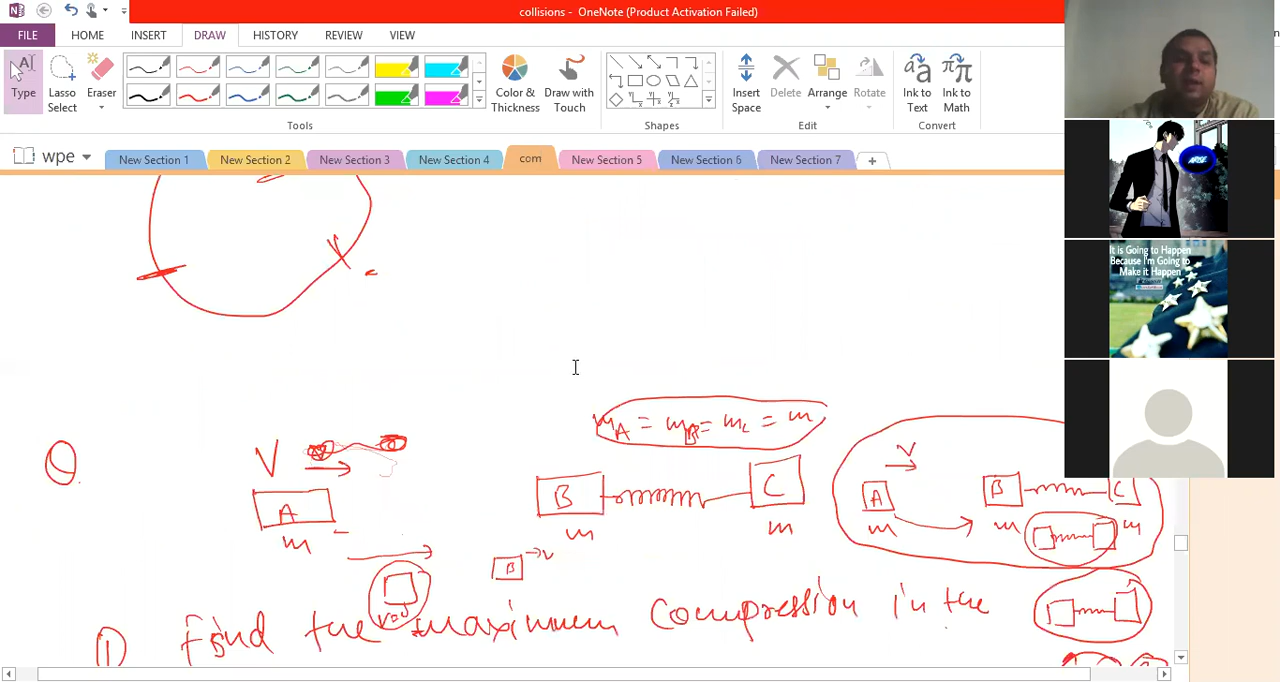 collisions - OneNote (Product Activation Failed)
FILE HOME INSERT DRAW HISTORY REVIEW VIEW
Type
Lasso Select
Eraser
Color & Thickness
Draw with Touch
Insert Space
Delete
Arrange
Rotate
Ink to Text
Ink to Math
Tools
Shapes
Edit
Convert
wpe
New Section 1
New Section 2
New Section 3
New Section 4
com
New Section 5
New Section 6
New Section 7
ARISE
It is Going to Happen
Because I'm Going to
Make it Happen
mA = mB = mC = m
Q.
V
A
m
B
m
C
m
V
A
m
B
m
C
m
B → v
v=0
① Find the maximum compression in the